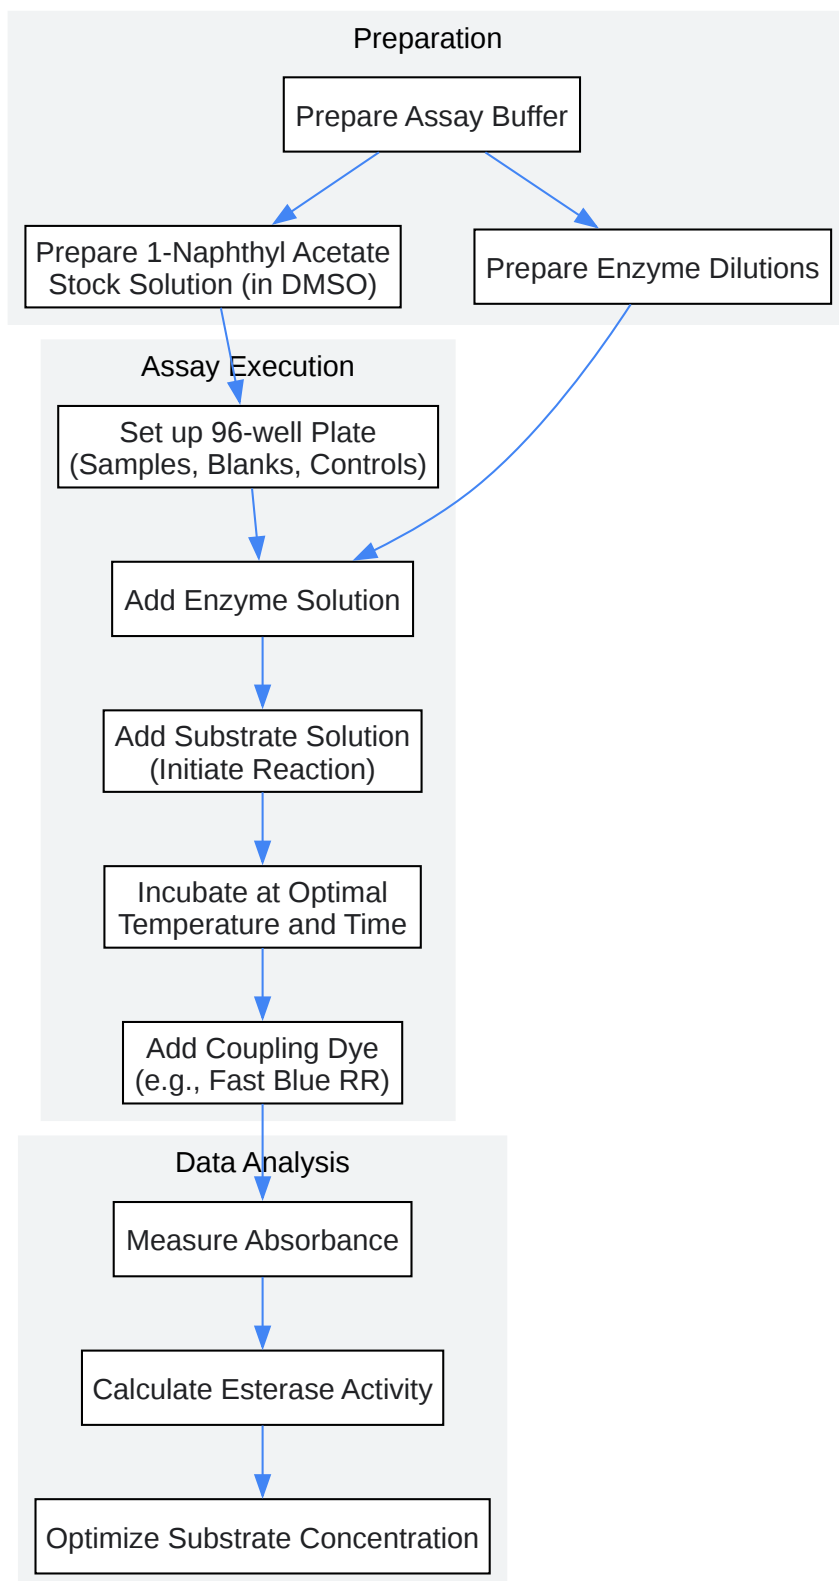 Preparation
Prepare Assay Buffer
Prepare 1-Naphthyl Acetate
Stock Solution (in DMSO)
Prepare Enzyme Dilutions
Assay Execution
Set up 96-well Plate
(Samples, Blanks, Controls)
Add Enzyme Solution
Add Substrate Solution
(Initiate Reaction)
Incubate at Optimal
Temperature and Time
Add Coupling Dye
(e.g., Fast Blue RR)
Data Analysis
Measure Absorbance
Calculate Esterase Activity
Optimize Substrate Concentration